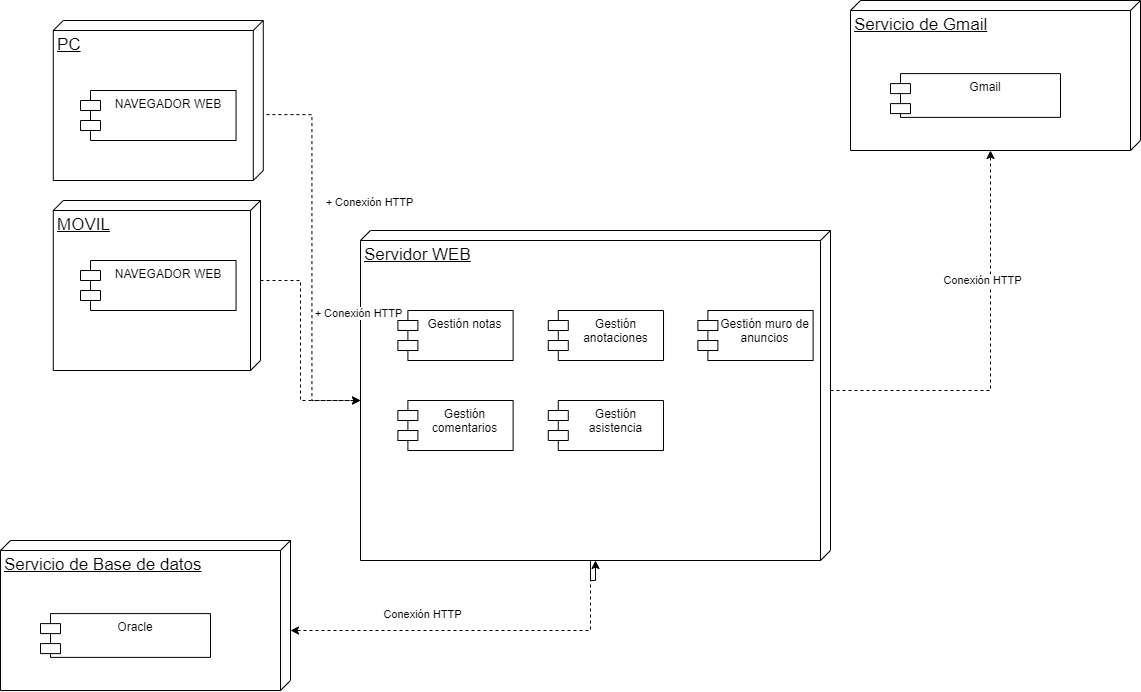 PC
NAVEGADOR WEB
MOVIL
NAVEGADOR WEB
+ Conexión HTTP
+ Conexión HTTP
Servidor WEB
Gestión notas
Gestión
anotaciones
Gestión muro de
anuncios
Gestión
comentarios
Gestión
asistencia
Servicio de Gmail
Gmail
Conexión HTTP
Servicio de Base de datos
Oracle
Conexión HTTP